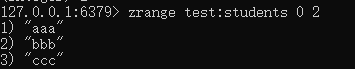 127.0.0.1:6379> zrange test:students 0 2
1) "aaa"
2) "bbb"
3) "ccc"